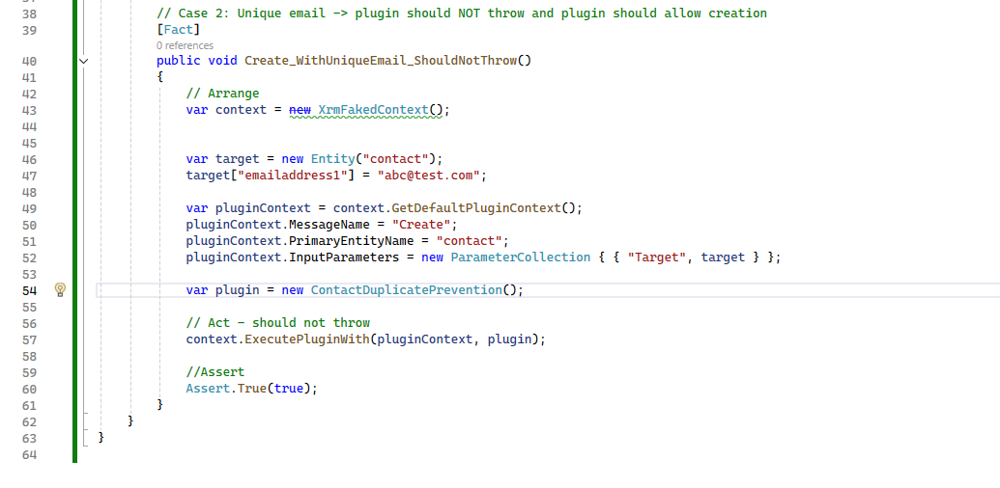 38 // Case 2: Unique email -> plugin should NOT throw and plugin should allow creation
39 [Fact]
0 references
40 public void Create_WithUniqueEmail_ShouldNotThrow()
41 {
42 // Arrange
43 var context = new XrmFakedContext();
44
45
46 var target = new Entity("contact");
47 target["emailaddress1"] = "abc@test.com";
48
49 var pluginContext = context.GetDefaultPluginContext();
50 pluginContext.MessageName = "Create";
51 pluginContext.PrimaryEntityName = "contact";
52 pluginContext.InputParameters = new ParameterCollection { { "Target", target } };
53
54 var plugin = new ContactDuplicatePrevention();
55
56 // Act - should not throw
57 context.ExecutePluginWith(pluginContext, plugin);
58
59 //Assert
60 Assert.True(true);
61 }
62 }
63 }
64